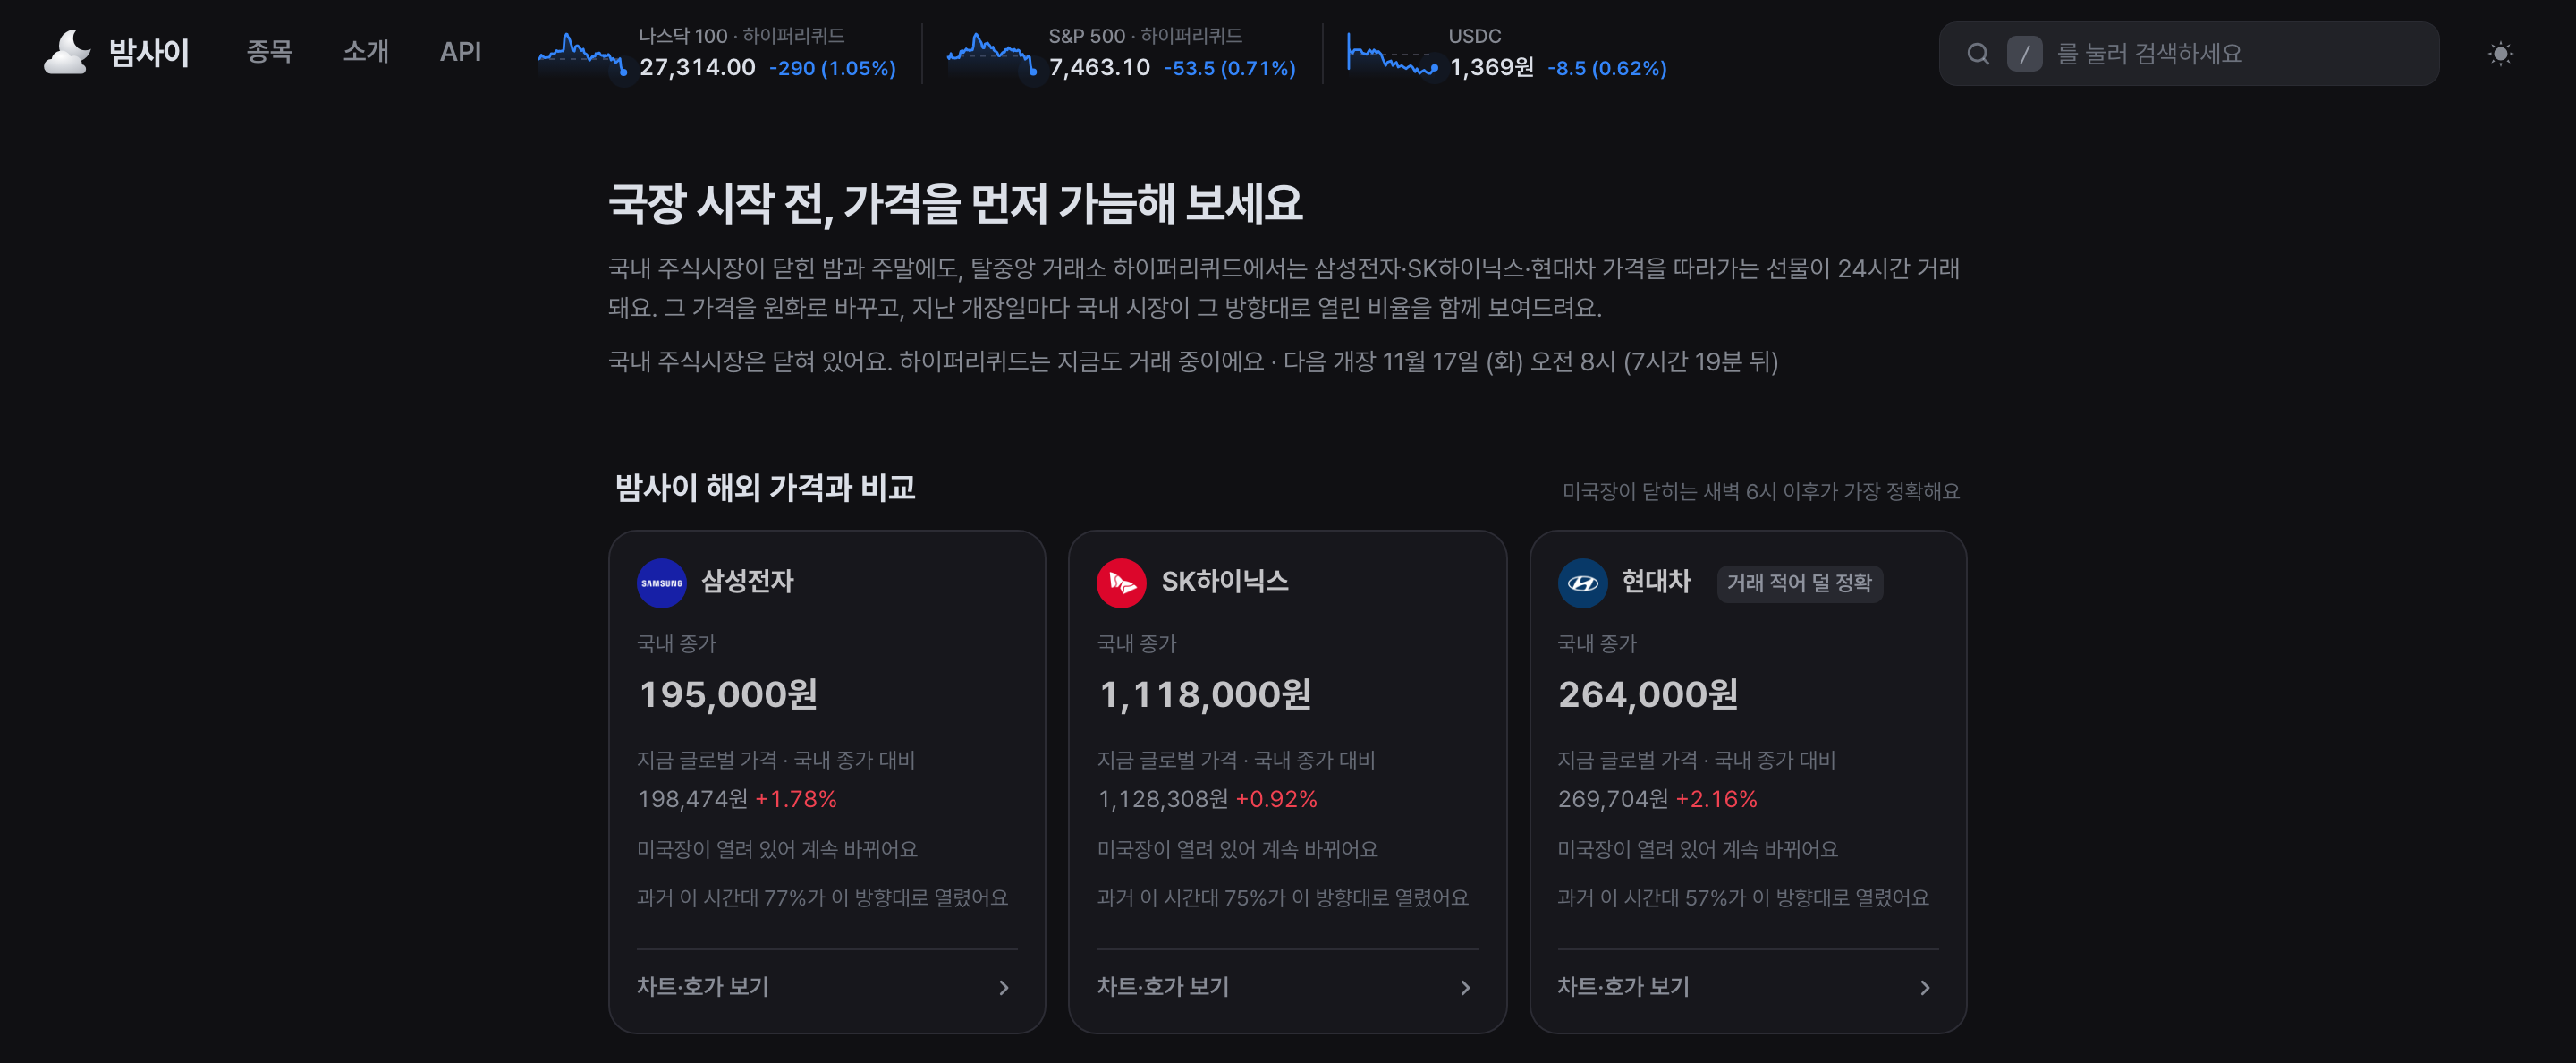 밤사이
종목
소개
API
나스닥 100 · 하이퍼리퀴드
27,314.00 -290 (1.05%)
S&P 500 · 하이퍼리퀴드
7,463.10 -53.5 (0.71%)
USDC
1,369원 -8.5 (0.62%)
/ 를 눌러 검색하세요
국장 시작 전, 가격을 먼저 가늠해 보세요
국내 주식시장이 닫힌 밤과 주말에도, 탈중앙 거래소 하이퍼리퀴드에서는 삼성전자·SK하이닉스·현대차 가격을 따라가는 선물이 24시간 거래
돼요. 그 가격을 원화로 바꾸고, 지난 개장일마다 국내 시장이 그 방향대로 열린 비율을 함께 보여드려요.
국내 주식시장은 닫혀 있어요. 하이퍼리퀴드는 지금도 거래 중이에요 · 다음 개장 11월 17일 (화) 오전 8시 (7시간 19분 뒤)
밤사이 해외 가격과 비교
미국장이 닫히는 새벽 6시 이후가 가장 정확해요
SAMSUNG 삼성전자
국내 종가
195,000원
지금 글로벌 가격 · 국내 종가 대비
198,474원 +1.78%
미국장이 열려 있어 계속 바뀌어요
과거 이 시간대 77%가 이 방향대로 열렸어요
차트·호가 보기
SK하이닉스
국내 종가
1,118,000원
지금 글로벌 가격 · 국내 종가 대비
1,128,308원 +0.92%
미국장이 열려 있어 계속 바뀌어요
과거 이 시간대 75%가 이 방향대로 열렸어요
차트·호가 보기
현대차 거래 적어 덜 정확
국내 종가
264,000원
지금 글로벌 가격 · 국내 종가 대비
269,704원 +2.16%
미국장이 열려 있어 계속 바뀌어요
과거 이 시간대 57%가 이 방향대로 열렸어요
차트·호가 보기